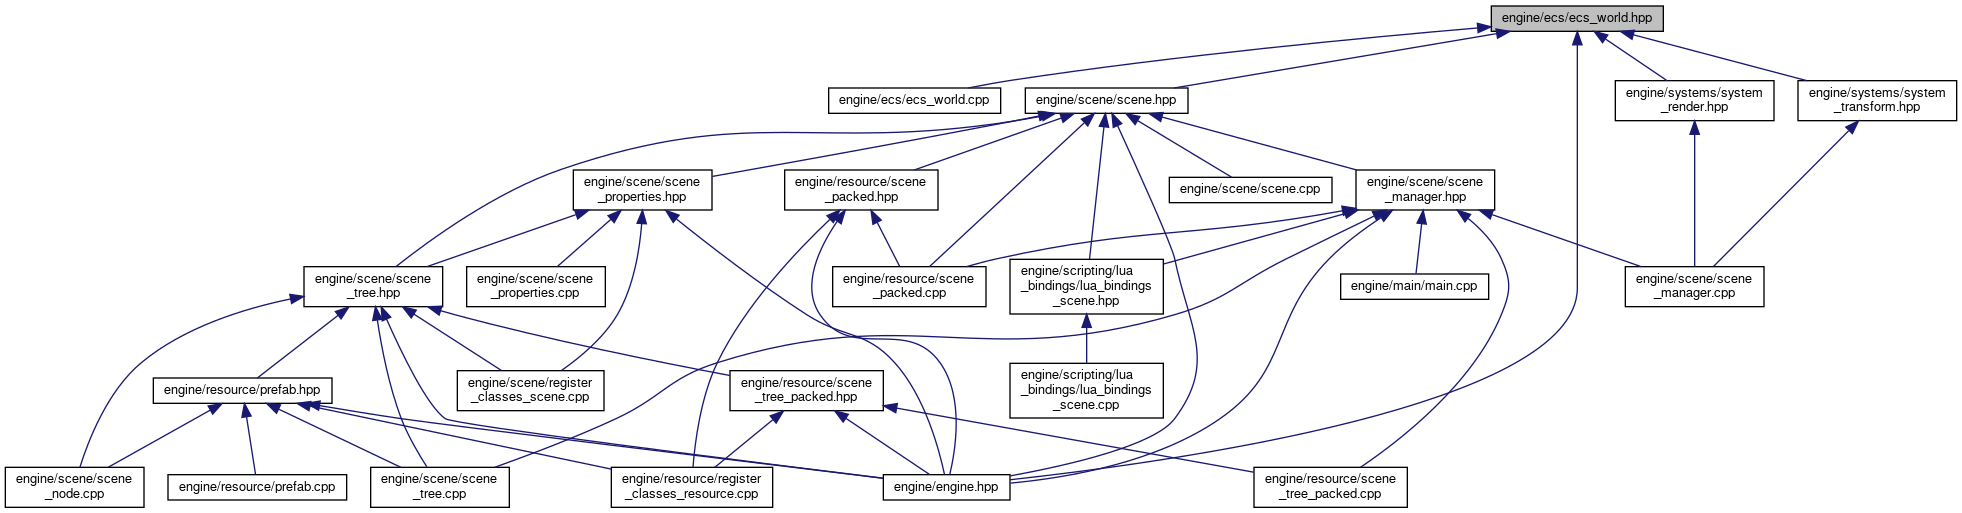 engine/ecs/ecs_world.hpp
engine/ecs/ecs_world.cpp
engine/scene/scene.hpp
engine/systems/system
_render.hpp
engine/systems/system
_transform.hpp
engine/scene/scene
_properties.hpp
engine/resource/scene
_packed.hpp
engine/scene/scene.cpp
engine/scene/scene
_manager.hpp
engine/scene/scene
_tree.hpp
engine/scene/scene
_properties.cpp
engine/resource/scene
_packed.cpp
engine/scripting/lua
_bindings/lua_bindings
_scene.hpp
engine/main/main.cpp
engine/scene/scene
_manager.cpp
engine/resource/prefab.hpp
engine/scene/register
_classes_scene.cpp
engine/resource/scene
_tree_packed.hpp
engine/scripting/lua
_bindings/lua_bindings
_scene.cpp
engine/scene/scene
_node.cpp
engine/resource/prefab.cpp
engine/scene/scene
_tree.cpp
engine/resource/register
_classes_resource.cpp
engine/engine.hpp
engine/resource/scene
_tree_packed.cpp